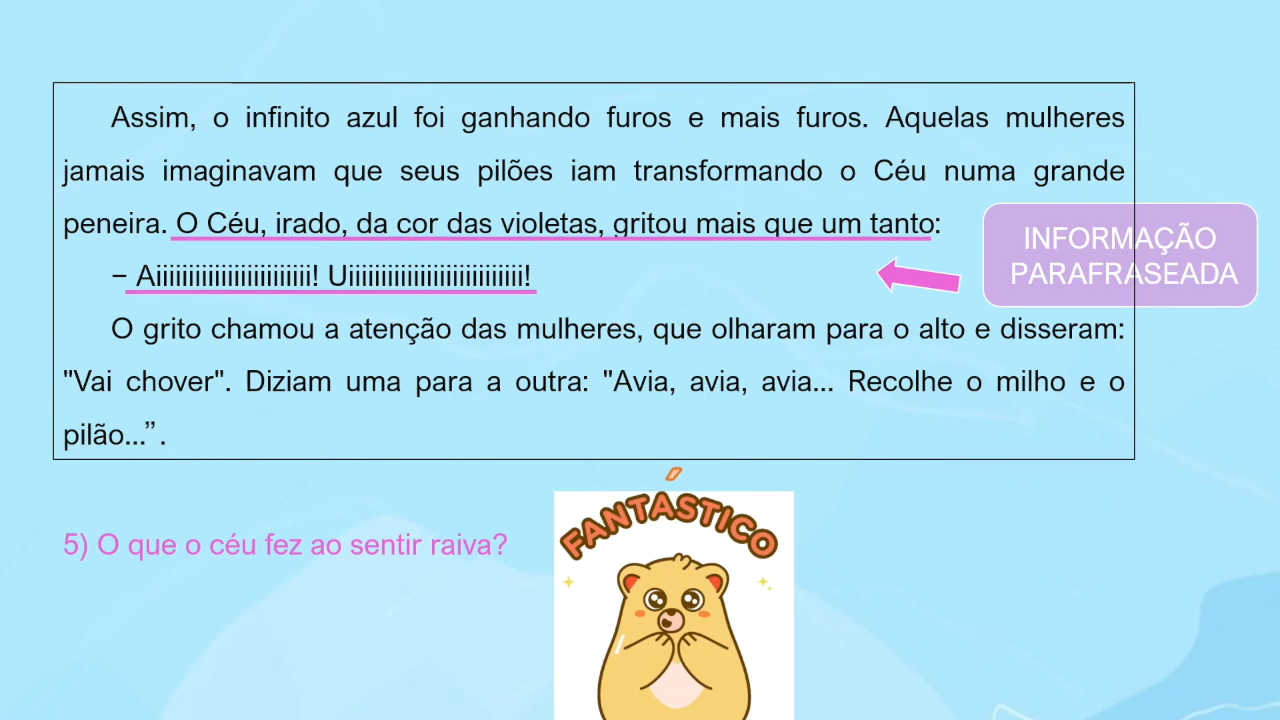 Assim, o infinito azul foi ganhando furos e mais furos. Aquelas mulheres
jamais imaginavam que seus pilões iam transformando o Céu numa grande
peneira. O Céu, irado, da cor das violetas, gritou mais que um tanto:
– Aiiiiiiiiiiiiiiiiiiiiiiii! Uiiiiiiiiiiiiiiiiiiiiiiiiiii!
O grito chamou a atenção das mulheres, que olharam para o alto e disseram:
"Vai chover". Diziam uma para a outra: "Avia, avia, avia... Recolhe o milho e o
pilão...”.
INFORMAÇÃO
PARAFRASEADA
5) O que o céu fez ao sentir raiva?
FANTÁSTICO